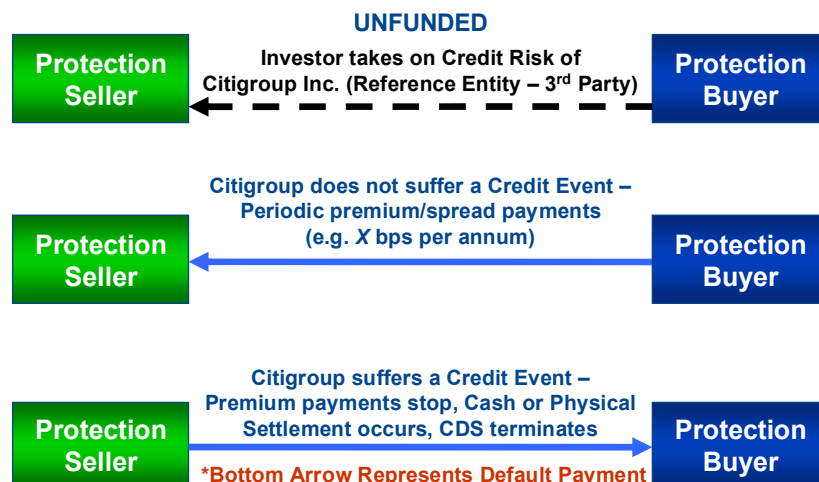 UNFUNDED
Protection
Seller
Investor takes on Credit Risk of
Citigroup Inc. (Reference Entity – 3rd Party)
Protection
Buyer
Protection
Seller
Citigroup does not suffer a Credit Event –
Periodic premium/spread payments
(e.g. X bps per annum)
Protection
Buyer
Protection
Seller
Citigroup suffers a Credit Event –
Premium payments stop, Cash or Physical
Settlement occurs, CDS terminates
*Bottom Arrow Represents Default Payment
Protection
Buyer